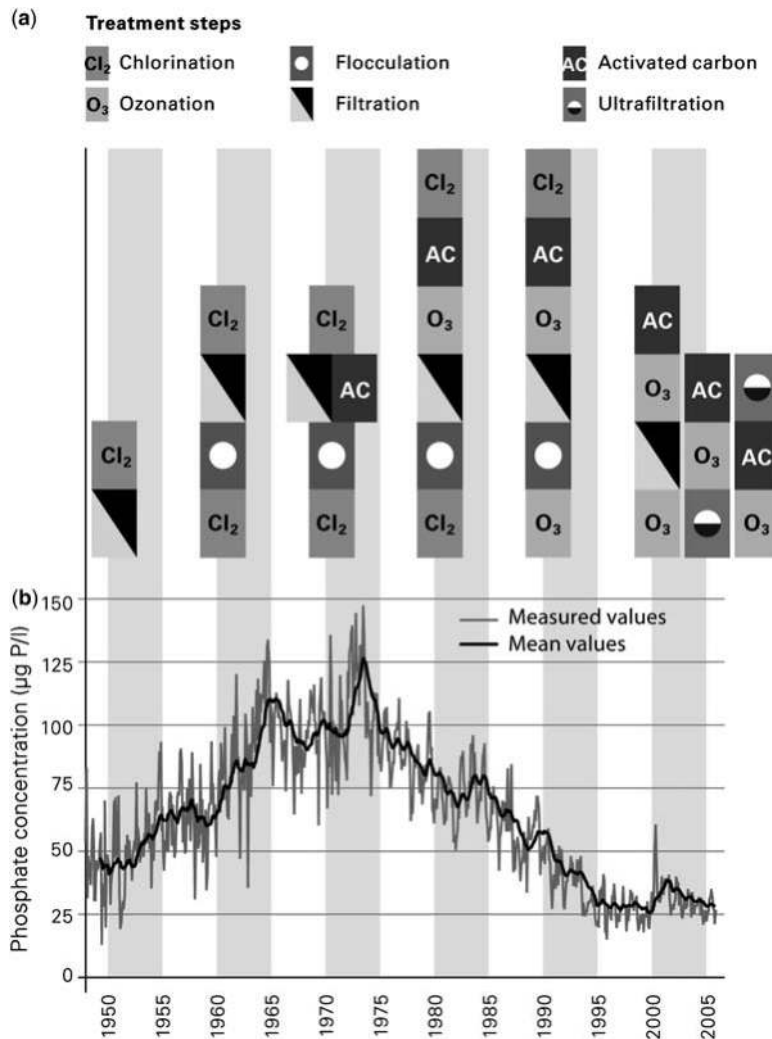 (a)
Treatment steps
Cl₂ Chlorination Flocculation AC Activated carbon
O₃ Ozonation Filtration Ultrafiltration
Cl₂ Cl₂
AC AC
Cl₂ Cl₂ O₃ O₃ AC
AC O₃ AC
Cl₂ O₃ AC
Cl₂ Cl₂ Cl₂ O₃ O₃ O₃
(b)
Phosphate concentration (µg P/l)
150
125
100
75
50
25
0
Measured values
Mean values
1950 1955 1960 1965 1970 1975 1980 1985 1990 1995 2000 2005